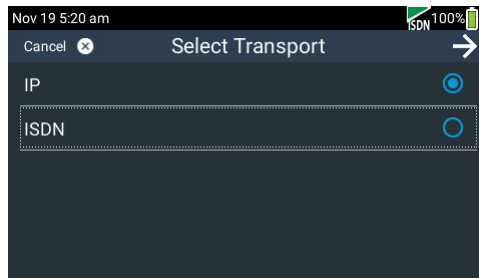 Nov 19 5:20 am ISDN 100%
Cancel Select Transport
IP
ISDN